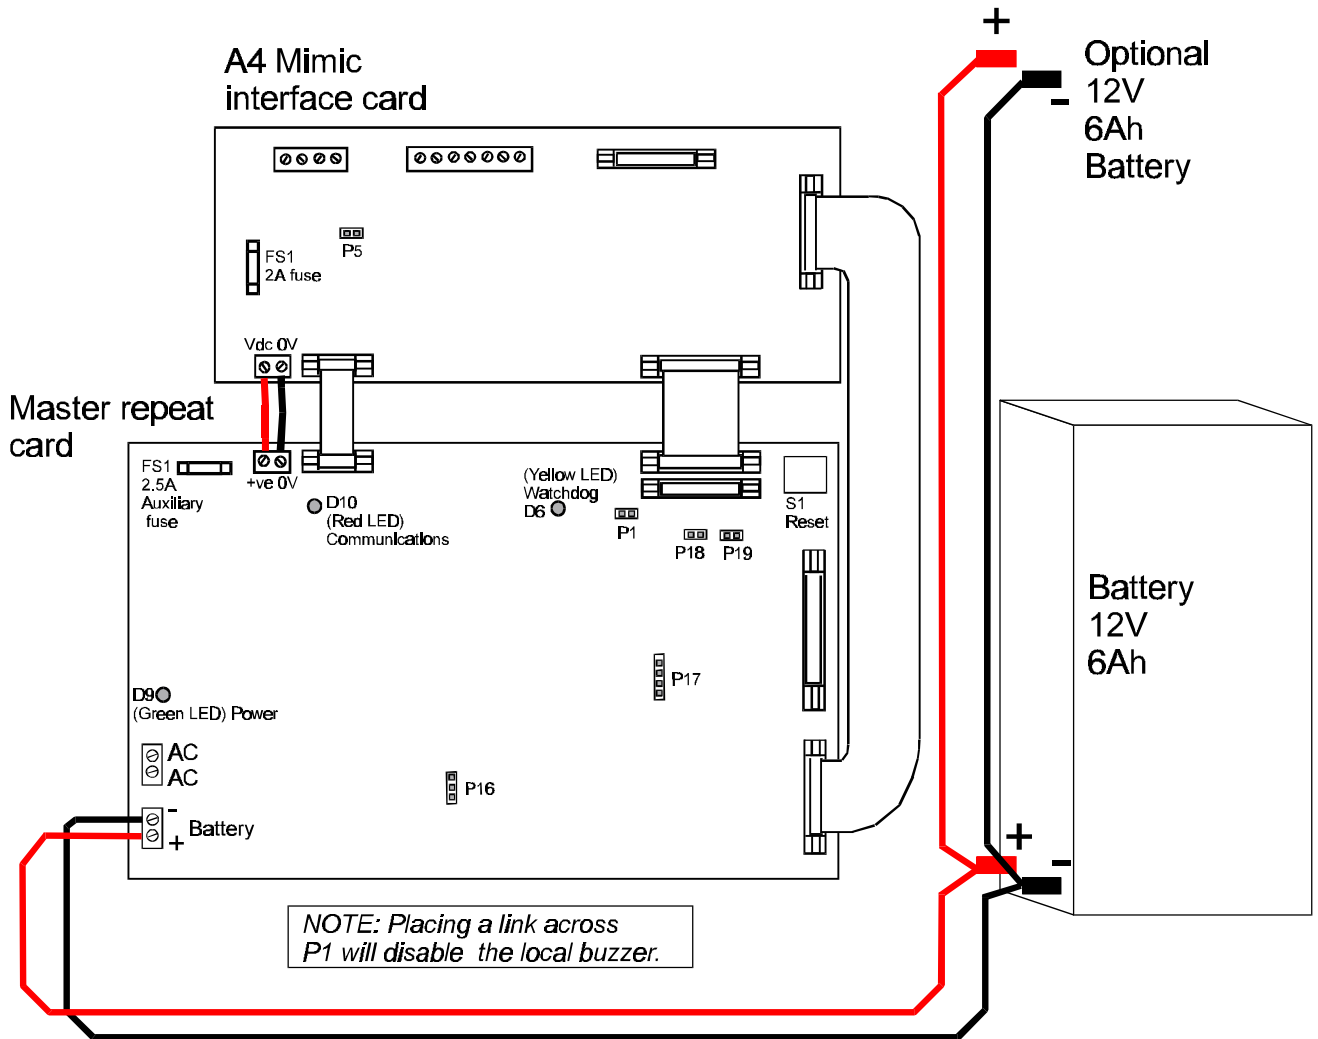 A4 Mimic
interface card
+
Optional
12V
-
6Ah
Battery
P5
FS1
2A fuse
Vdc 0V
Master repeat
card
FS1
2.5A
Auxiliary
fuse
+ve 0V
D10
(Red LED)
Communications
(Yellow LED)
Watchdog
D6
P1
P18
P19
S1
Reset
Battery
12V
6Ah
P17
D9
(Green LED) Power
AC
AC
P16
-
Battery
+
+
-
NOTE: Placing a link across
P1 will disable the local buzzer.